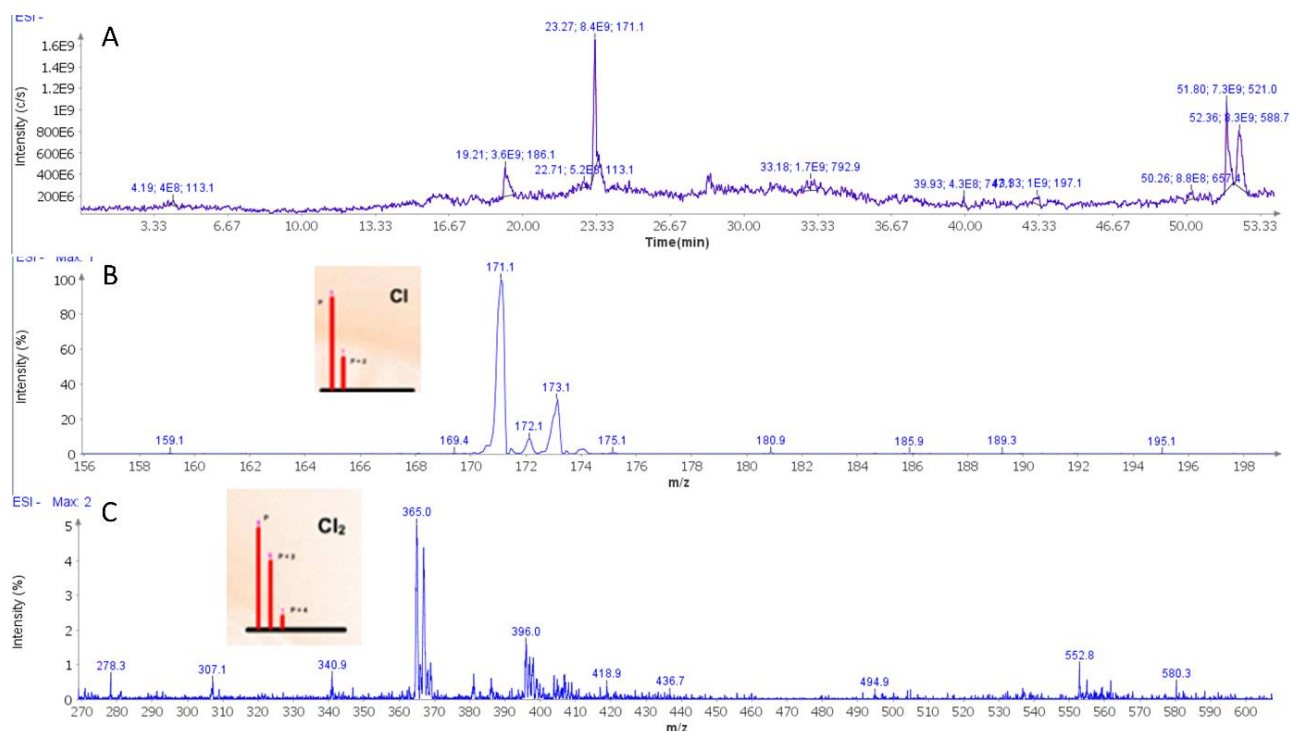 ESI -
A
23.27; 8.4E9; 171.1
1.6E9
1.4E9
1.2E9
1E9
800E6
600E6
400E6
200E6
Intensity (c/s)
4.19; 4E8; 113.1
19.21; 3.6E9; 186.1
22.71; 5.2E8; 113.1
33.18; 1.7E9; 792.9
39.93; 4.3E8;
1E9; 197.1
50.26; 8.8E8;
51.80; 7.3E9; 521.0
52.36; 8.3E9; 588.7
3.33 6.67 10.00 13.33 16.67 20.00 23.33 26.67 30.00 33.33 36.67 40.00 43.33 46.67 50.00 53.33
Time(min)
ESI - Max: 1
B
100
80
60
40
20
0
Intensity (%)
Cl
P
P + 2
171.1
173.1
172.1
159.1
169.4
175.1
180.9
185.9
189.3
195.1
156 158 160 162 164 166 168 170 172 174 176 178 180 182 184 186 188 190 192 194 196 198
m/z
ESI - Max: 2
C
5
4
3
2
1
0
Intensity (%)
Cl2
P
P + 2
P + 4
365.0
396.0
278.3
307.1
340.9
418.9
436.7
494.9
552.8
580.3
270 280 290 300 310 320 330 340 350 360 370 380 390 400 410 420 430 440 450 460 470 480 490 500 510 520 530 540 550 560 570 580 590 600
m/z